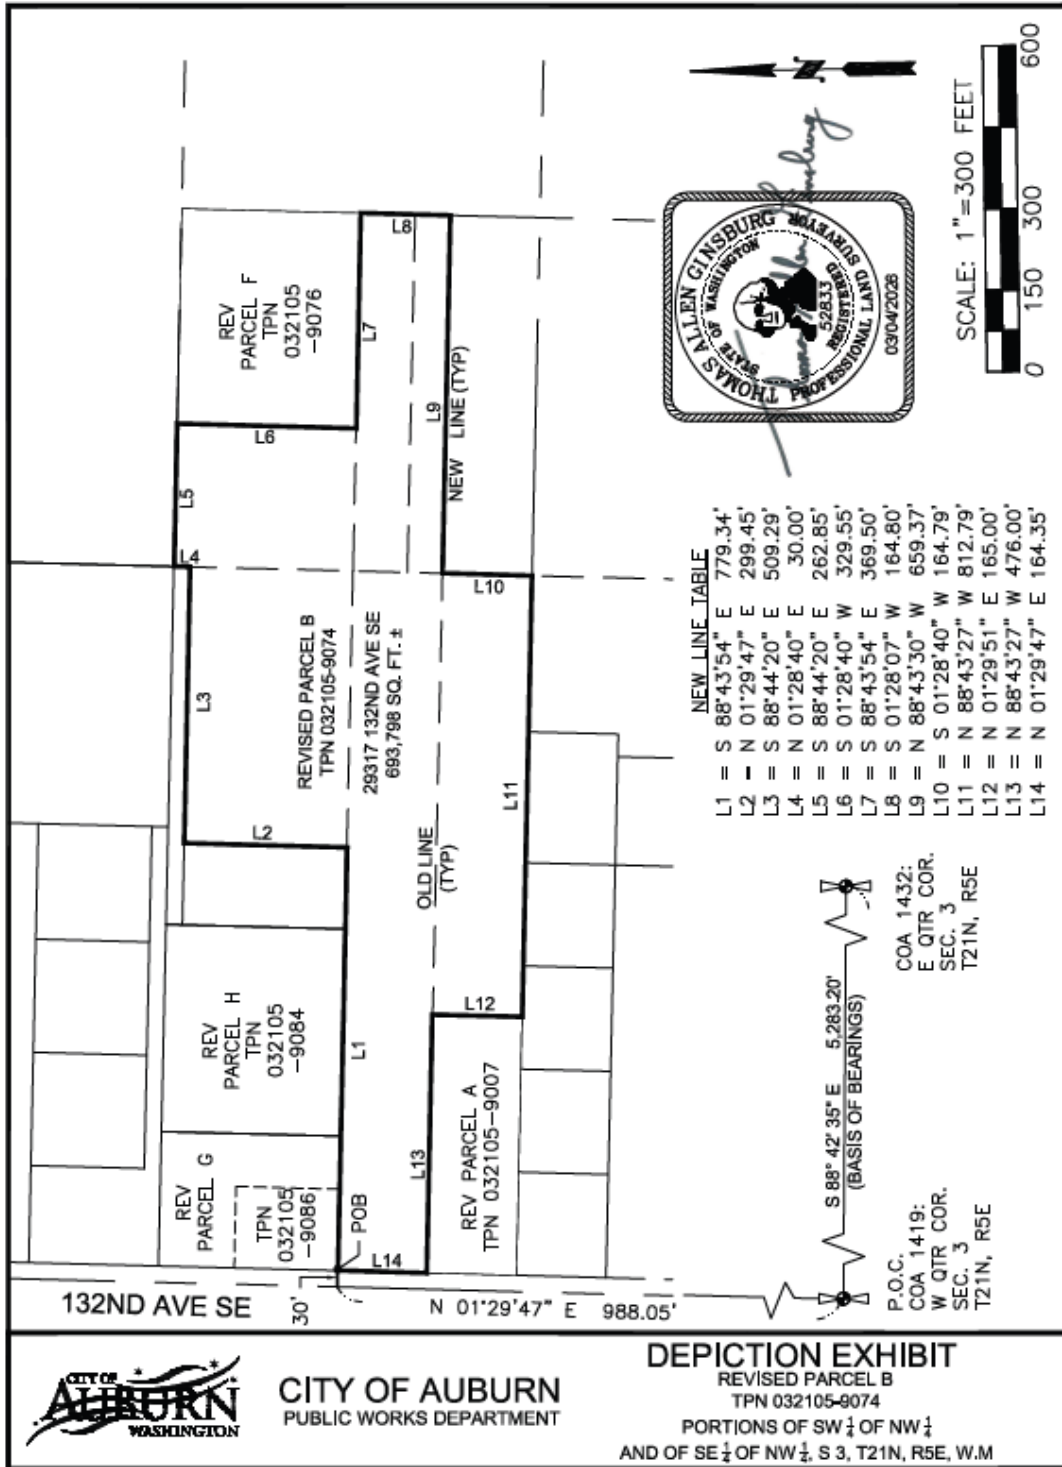 REV
PARCEL F
TPN
032105
-9076
L8
L7
L6
L9
NEW LINE (TYP)
L5
L4
L10
L3
REVISED PARCEL B
TPN 032105-9074
29317 132ND AVE SE
693,798 SQ. FT. ±
L2
L11
OLD LINE
(TYP)
REV
PARCEL H
TPN
032105
-9084
L1
L12
REV
PARCEL G
TPN
032105
-9086
POB
L13
L14
REV PARCEL A
TPN 032105-9007
132ND AVE SE
30'
N 01°29'47" E 988.05'
N
THOMAS ALLEN GINSBURG
STATE OF WASHINGTON
52833
REGISTERED
PROFESSIONAL LAND SURVEYOR
03/04/2026
Thomas Allen Ginsburg
SCALE: 1"=300 FEET
0 150 300 600
NEW LINE TABLE
L1 = S 88°43'54" E 779.34'
L2 = N 01°29'47" E 299.45'
L3 = S 88°44'20" E 509.29'
L4 = N 01°28'40" E 30.00'
L5 = S 88°44'20" E 262.85'
L6 = S 01°28'40" W 329.55'
L7 = S 88°43'54" E 369.50'
L8 = S 01°28'07" W 164.80'
L9 = N 88°43'30" W 659.37'
L10 = S 01°28'40" W 164.79'
L11 = N 88°43'27" W 812.79'
L12 = N 01°29'51" E 165.00'
L13 = N 88°43'27" W 476.00'
L14 = N 01°29'47" E 164.35'
S 88° 42' 35" E 5,283.20'
(BASIS OF BEARINGS)
P.O.C.
COA 1419:
W QTR COR.
SEC. 3
T21N, R5E
COA 1432:
E QTR COR.
SEC. 3
T21N, R5E
CITY OF
AUBURN
WASHINGTON
CITY OF AUBURN
PUBLIC WORKS DEPARTMENT
DEPICTION EXHIBIT
REVISED PARCEL B
TPN 032105-9074
PORTIONS OF SW ¼ OF NW ¼
AND OF SE ¼ OF NW ¼, S 3, T21N, R5E, W.M